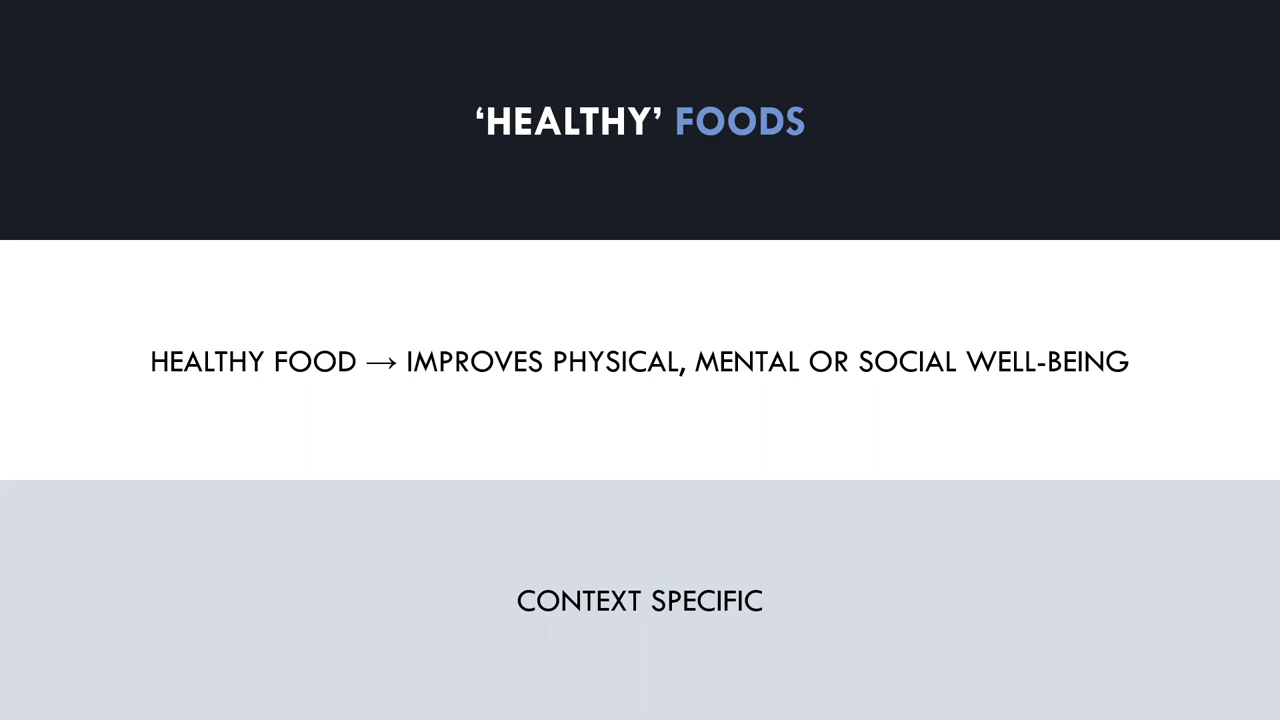 ‘HEALTHY’ FOODS
HEALTHY FOOD → IMPROVES PHYSICAL, MENTAL OR SOCIAL WELL-BEING
CONTEXT SPECIFIC